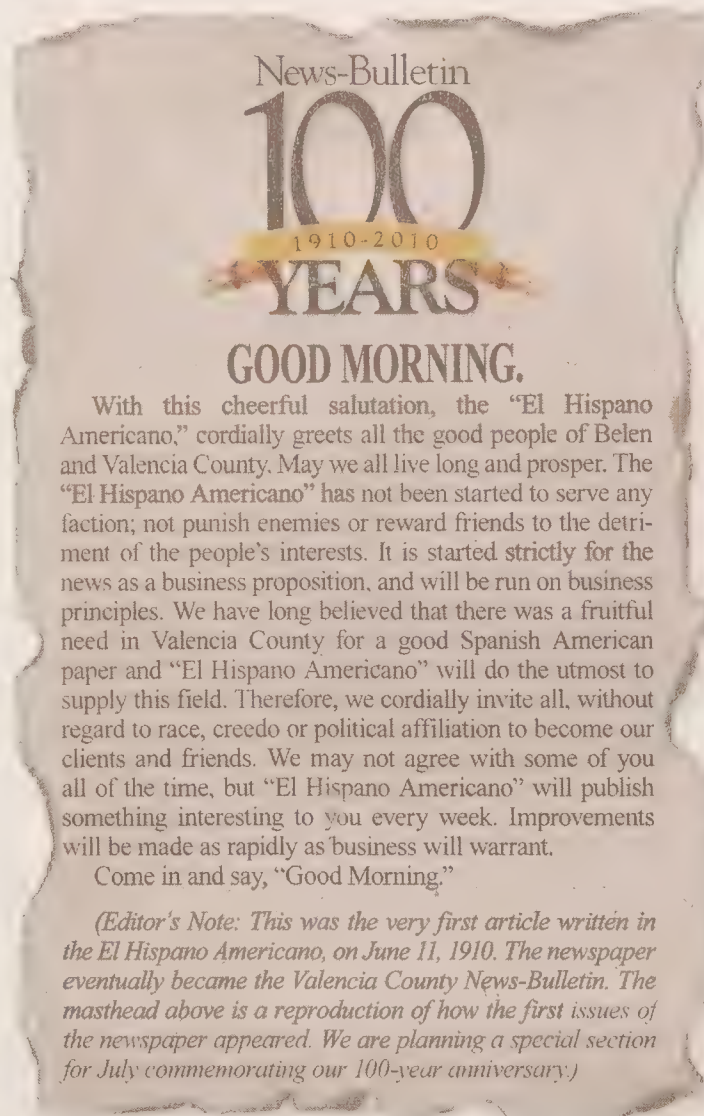 News-Bulletin
100
1910-2010
YEARS
GOOD MORNING.
With this cheerful salutation, the “El Hispano
Americano,” cordially greets all the good people of Belen
and Valencia County. May we all live long and prosper. The
“El Hispano Americano” has not been started to serve any
faction; not punish enemies or reward friends to the detri-
ment of the people’s interests. It is started strictly for the
news as a business proposition, and will be run on business
principles. We have long believed that there was a fruitful
need in Valencia County for a good Spanish American
paper and “El Hispano Americano” will do the utmost to
supply this field. Therefore, we cordially invite all, without
regard to race, creedo or political affiliation to become our
clients and friends. We may not agree with some of you
all of the time, but “El Hispano Americano” will publish
something interesting to you every week. Improvements
will be made as rapidly as business will warrant.
Come in and say, “Good Morning.”
(Editor’s Note: This was the very first article written in
the El Hispano Americano, on June 11, 1910. The newspaper
eventually became the Valencia County News-Bulletin. The
masthead above is a reproduction of how the first issues of
the newspaper appeared. We are planning a special section
for July commemorating our 100-year anniversary.)